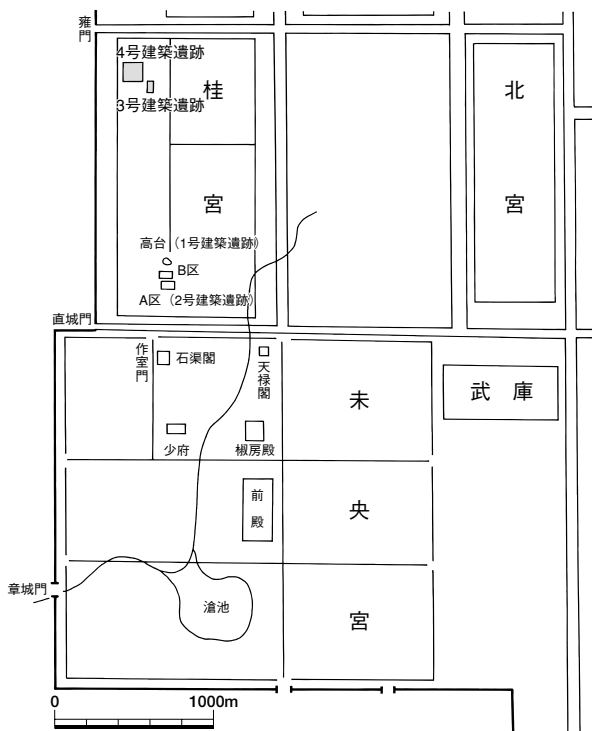 雍門
4号建築遺跡
3号建築遺跡
桂宮
北宮
高台（1号建築遺跡）
B区
A区（2号建築遺跡）
直城門
作室門
石渠閣
天禄閣
武庫
少府
椒房殿
前殿
未央宮
章城門
滄池
0 1000m